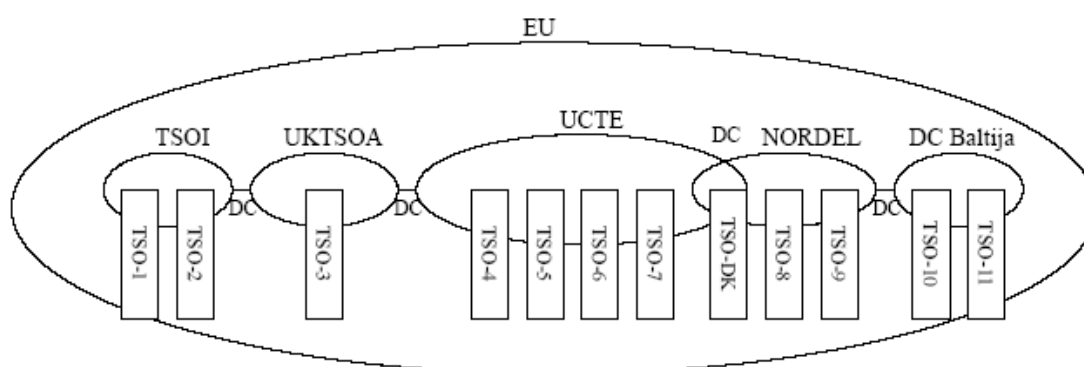 EU
TSOI
UKTSOA
UCTE
DC
NORDEL
DC Baltija
DC
DC
DC
TSO-1
TSO-2
TSO-3
TSO-4
TSO-5
TSO-6
TSO-7
TSO-DK
TSO-8
TSO-9
TSO-10
TSO-11